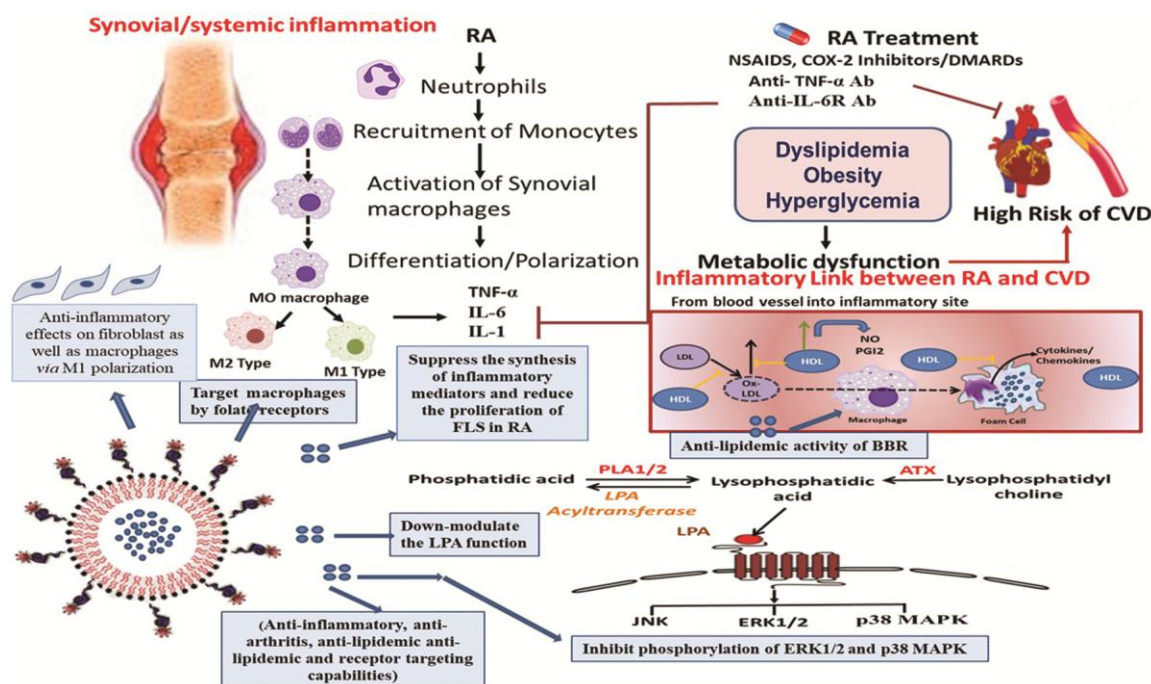 Synovial/systemic inflammation
RA
Neutrophils
Recruitment of Monocytes
Activation of Synovial
macrophages
Differentiation/Polarization
MO macrophage
M2 Type
M1 Type
TNF-α
IL-6
IL-1
RA Treatment
NSAIDS, COX-2 Inhibitors/DMARDs
Anti- TNF-α Ab
Anti-IL-6R Ab
Dyslipidemia
Obesity
Hyperglycemia
High Risk of CVD
Metabolic dysfunction
Inflammatory Link between RA and CVD
From blood vessel into inflammatory site
LDL
HDL
Ox-
LDL
HDL
NO
PGI2
Macrophage
HDL
Cytokines/
Chemokines
Foam Cell
HDL
Anti-lipidemic activity of BBR
Anti-inflammatory
effects on fibroblast as
well as macrophages
via M1 polarization
Target macrophages
by folate receptors
Suppress the synthesis
of inflammatory
mediators and reduce
the proliferation of
FLS in RA
Phosphatidic acid
PLA1/2
LPA
Acyltransferase
Lysophosphatidic
acid
ATX
Lysophosphatidyl
choline
Down-modulate
the LPA function
LPA
JNK
ERK1/2
p38 MAPK
(Anti-inflammatory, anti-
arthritis, anti-lipidemic anti-
lipidemic and receptor targeting
capabilities)
Inhibit phosphorylation of ERK1/2 and p38 MAPK